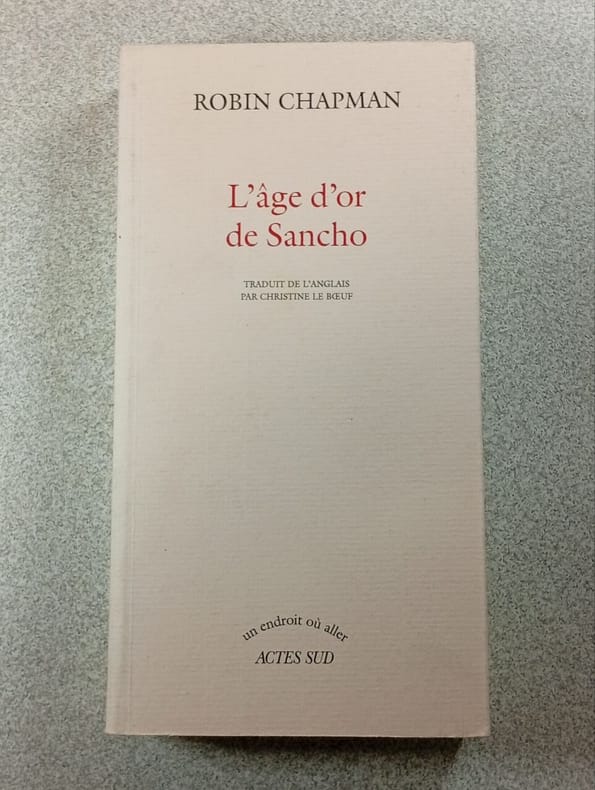 ROBIN CHAPMAN
L'âge d'or
de Sancho
TRADUIT DE L'ANGLAIS
PAR CHRISTINE LE BŒUF
un endroit où aller
ACTES SUD